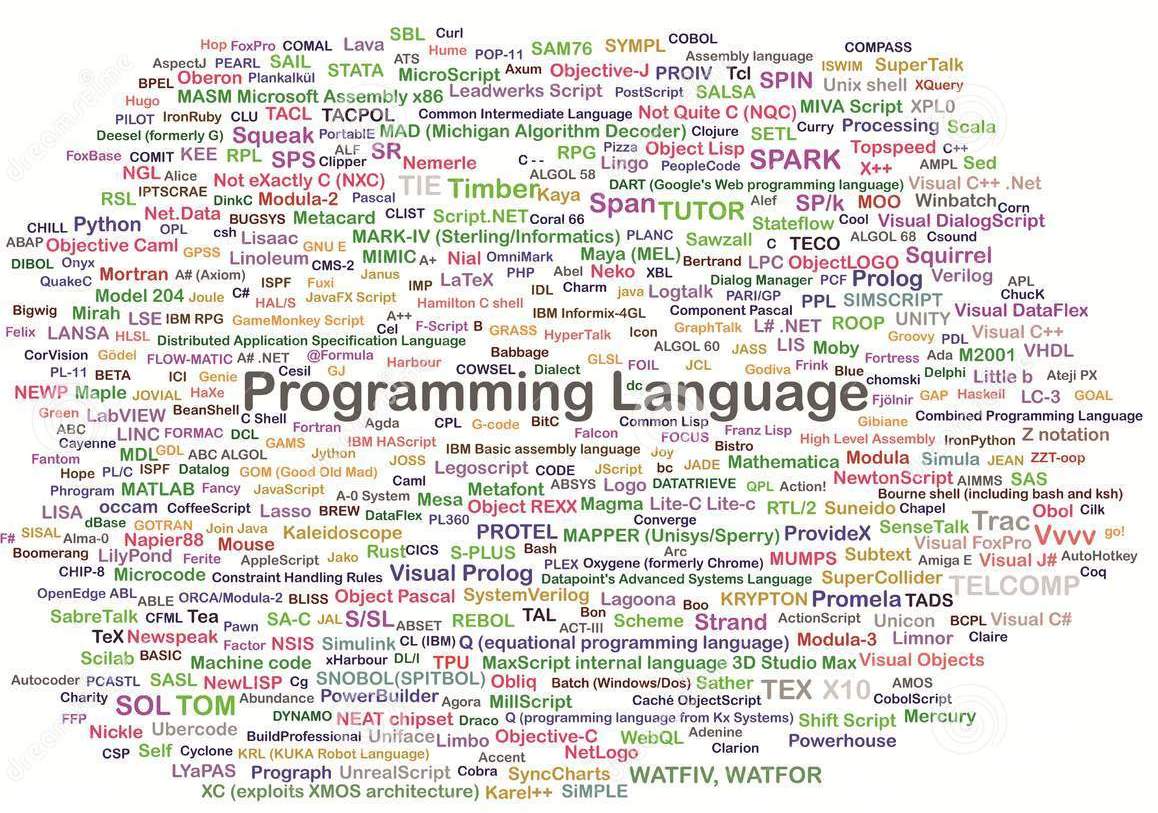 SBL Curl
Hop FoxPro COMAL Lava Hume POP-11 SAM76 SYMPL COBOL COMPASS
AspectJ PEARL SAIL ATS Assembly language ISWIM SuperTalk
BPEL Oberon Plankalkül STATA MicroScript Axum Objective-J PROIV Tcl SPIN Unix shell XQuery
Hugo MASM Microsoft Assembly x86 Leadwerks Script PostScript SALSA
PILOT IronRuby CLU TACL TACPOL Common Intermediate Language Not Quite C (NQC) MIVA Script XPL0
Deesel (formerly G) Squeak PortablE MAD (Michigan Algorithm Decoder) Clojure SETL Curry Processing Scala
FoxBase COMIT KEE RPL SPS Clipper ALF SR Nemerle C-- RPG Pizza Lingo Object Lisp PeopleCode SPARK Topspeed C++
NGL Alice Not eXactly C (NXC) TIE Timber ALGOL 58 X++ AMPL Sed
RSL IPTSCRAE DinkC Modula-2 Pascal Kaya DART (Google's Web programming language) Visual C++ .Net
Net.Data BUGSYS Metacard CLIST Script.NET Coral 66 Span TUTOR Alef SP/k MOO Winbatch Corn
CHILL Python OPL csh Lisaac Stateflow Cool Visual DialogScript
ABAP Objective Caml GPSS GNU E MARK-IV (Sterling/Informatics) PLANC Sawzall C TECO ALGOL 68 Csound
DIBOL Onyx Linoleum CMS-2 MIMIC A+ Nial OmniMark Maya (MEL) Bertrand LPC ObjectLOGO Squirrel
QuakeC Mortran A# (Axiom) ISPF Fuxi Janus IMP LaTeX PHP Abel Neko XBL Dialog Manager PCF Prolog Verilog APL
Model 204 Joule C# HAL/S JavaFX Script Hamilton C shell IDL Charm java Logtalk PARI/GP PPL SIMSCRIPT ChucK
Bigwig Mirah LSE IBM RPG GameMonkey Script A++ IBM Informix-4GL Component Pascal Visual DataFlex
Felix LANSA HLSL Cel F-Script B GRASS HyperTalk Icon GraphTalk L# .NET ROOP UNITY Groovy PDL Visual C++
Distributed Application Specification Language
CorVision Gödel FLOW-MATIC A# .NET @Formula Harbour Babbage GLSL FOIL ALGOL 60 JCL JASS LIS Moby Fortress Ada M2001 VHDL
PL-11 BETA ICI Genie Cesil GJ COWSEL Dialect Godiva Frink Blue chomski Delphi Little b Ateji PX
NEWP Maple JOVIAL HaXe Programming Language dc Fjölnir GAP Haskell LC-3 GOAL
Green LabVIEW BeanShell C Shell Combined Programming Language
ABC LINC FORMAC DCL Fortran Agda CPL G-code BitC Falcon Common Lisp FOCUS Franz Lisp Gibiane
Cayenne MDL GDL ABC ALGOL GAMS Jython IBM HAScript IBM Basic assembly language Joy Bistro High Level Assembly IronPython Z notation
Fantom Hope PL/C ISPF Datalog GOM (Good Old Mad) JOSS Legoscript CODE JScript bc JADE Mathematica Modula Simula JEAN ZZT-oop
Phrogram MATLAB Fancy JavaScript Caml Metafont ABSYS Logo DATATRIEVE QPL Action! NewtonScript AIMMS SAS
LISA occam CoffeeScript Lasso BREW A-0 System Mesa Object REXX Magma Lite-C Lite-c RTL/2 Suneido Chapel Bourne shell (including bash and ksh)
dBase GOTRAN Join Java DataFlex PL360 Converge Obol Cilk
F# SISAL Alma-0 Napier88 Mouse Kaleidoscope PROTEL MAPPER (Unisys/Sperry) ProvideX SenseTalk Trac Visual FoxPro Vvvv go!
Boomerang LilyPond Ferite AppleScript Jako Rust CICS S-PLUS Bash Arc MUMPS Subtext Amiga E Visual J# AutoHotkey
CHIP-8 Microcode Constraint Handling Rules Visual Prolog PLEX Oxygene (formerly Chrome) Coq
Datapoint's Advanced Systems Language SuperCollider TELCOMP
OpenEdge ABL ABLE ORCA/Modula-2 BLISS Object Pascal SystemVerilog Lagoona Boo KRYPTON Promela TADS
SabreTalk CFML Tea Pawn SA-C JAL S/SL ABSET REBOL TAL Bon ACT-III Scheme Strand ActionScript Unicon BCPL Visual C#
TeX Newspeak Factor NSIS Simulink CL (IBM) Q (equational programming language) Modula-3 Limnor Claire
Scilab BASIC Machine code xHarbour DL/I TPU MaxScript internal language 3D Studio Max Visual Objects
Autocoder PCASTL SASL NewLISP Cg SNOBOL(SPITBOL) Obliq Batch (Windows/Dos) Sather TEX X10 AMOS
Charity SOL TOM Abundance PowerBuilder Agora MillScript Caché ObjectScript CobolScript
FFP DYNAMO NEAT chipset Draco Q (programming language from Kx Systems) Shift Script Mercury
Nickle Ubercode BuildProfessional Uniface Limbo Objective-C WebQL Adenine Powerhouse
CSP Self Cyclone KRL (KUKA Robot Language) Accent NetLogo Clarion
LYaPAS Prograph UnrealScript Cobra SyncCharts WATFIV, WATFOR
XC (exploits XMOS architecture) Karel++ SiMPLE